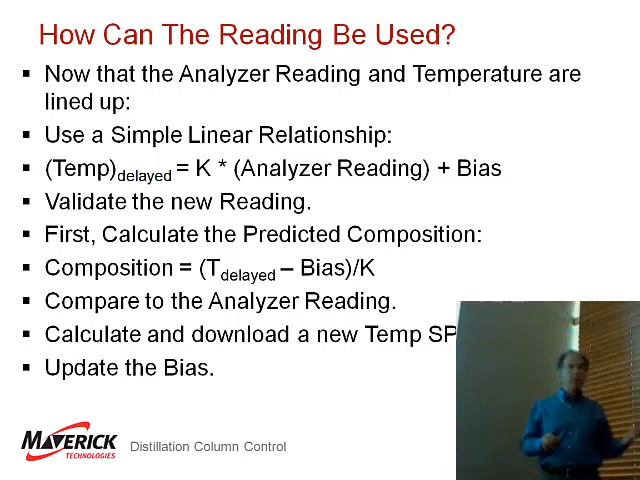 How Can The Reading Be Used?
▪ Now that the Analyzer Reading and Temperature are
lined up:
▪ Use a Simple Linear Relationship:
▪ (Temp)delayed = K * (Analyzer Reading) + Bias
▪ Validate the new Reading.
▪ First, Calculate the Predicted Composition:
▪ Composition = (Tdelayed – Bias)/K
▪ Compare to the Analyzer Reading.
▪ Calculate and download a new Temp SP
▪ Update the Bias.
MAVERICK
TECHNOLOGIES
Distillation Column Control